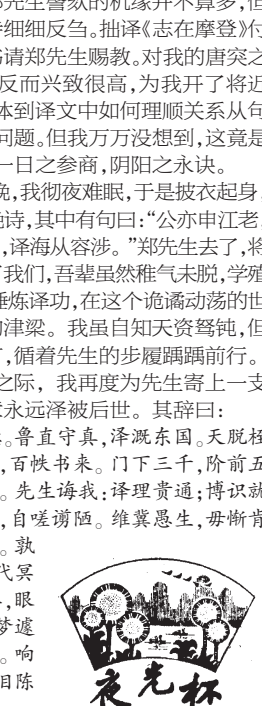 先生謦欬的机缘并不算多,但
待细细反刍。拙译《志在摩登》付
请郑先生赐教。对我的唐突之
反而兴致很高,为我开了将近
体到译文中如何理顺关系从句
问题。但我万万没想到,这竟是
一日之参商,阴阳之永诀。
晚,我彻夜难眠,于是披衣起身,
诗,其中有句曰:“公亦申江老,
,译海从容涉。”郑先生去了,将
了我们,吾辈虽然稚气未脱,学殖
锤炼译功,在这个诡谲动荡的世
的津梁。我虽自知天资驽钝,但
,循着先生的步履踽踽前行。
之际,我再度为先生寄上一支
永远泽被后世。其辞曰:
。鲁直守真,泽溉东国。天脱桎
,百帙书来。门下三千,阶前五
。先生诲我:译理贵通;博识就
,自嗟谫陋。维冀愚生,毋惭肯
。孰
代冥
,眼
梦遽
。响
目陈
夜光杯